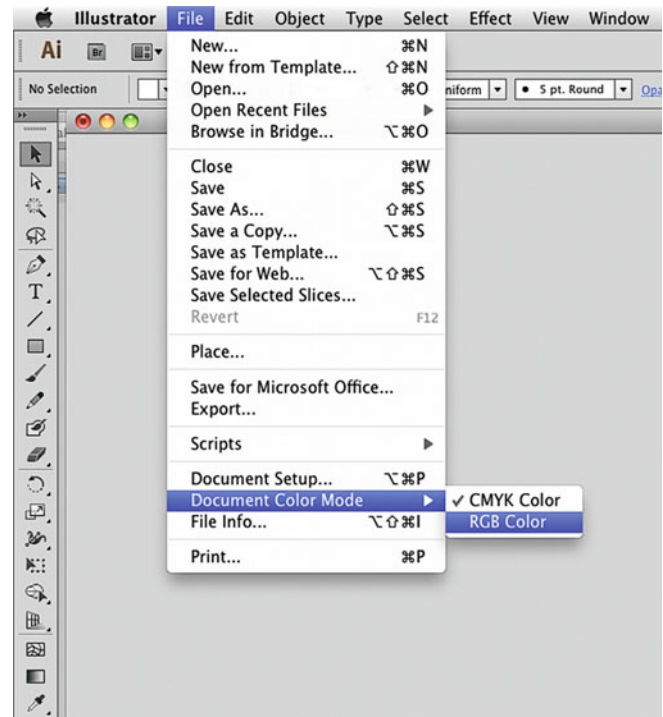 Illustrator File Edit Object Type Select Effect View Window
Ai Br
No Selection
niform 5 pt. Round Opa
New... ⌘N
New from Template... ⇧⌘N
Open... ⌘O
Open Recent Files
Browse in Bridge... ⌥⌘O
Close ⌘W
Save ⌘S
Save As... ⇧⌘S
Save a Copy... ⌥⌘S
Save as Template...
Save for Web... ⌥⇧⌘S
Save Selected Slices...
Revert F12
Place...
Save for Microsoft Office...
Export...
Scripts
Document Setup... ⌥⌘P
Document Color Mode ✓ CMYK Color
File Info... ⌥⇧⌘I RGB Color
Print... ⌘P
T